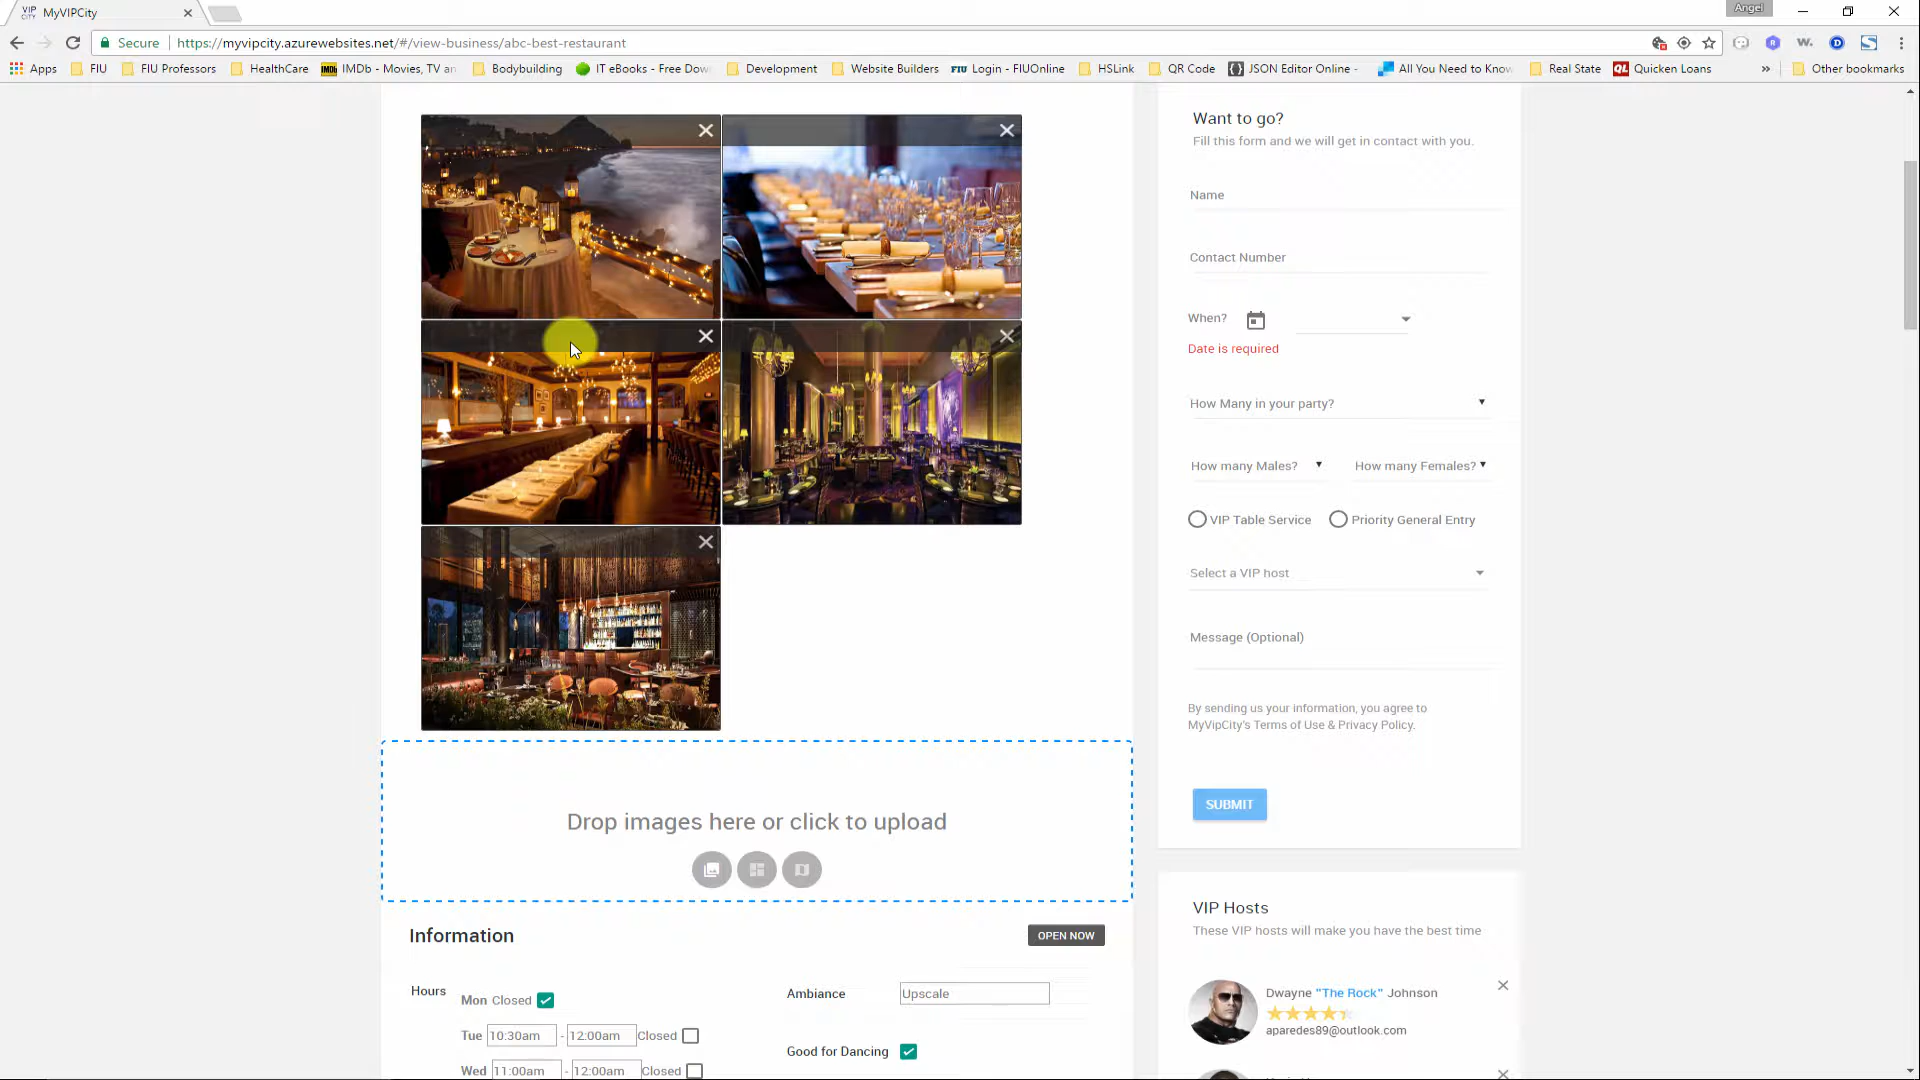 VIP
CITY
MyVIPCity
Angel
Secure
https://myvipcity.azurewebsites.net/#/view-business/abc-best-restaurant
Apps
FIU
FIU Professors
HealthCare
IMDb
IMDb - Movies, TV an
Bodybuilding
IT eBooks - Free Dow
Development
Website Builders
FIU
Login - FIUOnline
HSLink
QR Code
JSON Editor Online -
All You Need to Know
Real State
QL
Quicken Loans
»
Other bookmarks
Want to go?
Fill this form and we will get in contact with you.
Name
Contact Number
When?
Date is required
How Many in your party?
How many Males?
How many Females?
VIP Table Service
Priority General Entry
Select a VIP host
Message (Optional)
By sending us your information, you agree to
MyVipCity's Terms of Use & Privacy Policy.
SUBMIT
Drop images here or click to upload
Information
OPEN NOW
Hours
Mon Closed
Tue 10:30am - 12:00am Closed
Wed 11:00am - 12:00am Closed
Ambiance
Upscale
Good for Dancing
VIP Hosts
These VIP hosts will make you have the best time
Dwayne "The Rock" Johnson
aparedes89@outlook.com